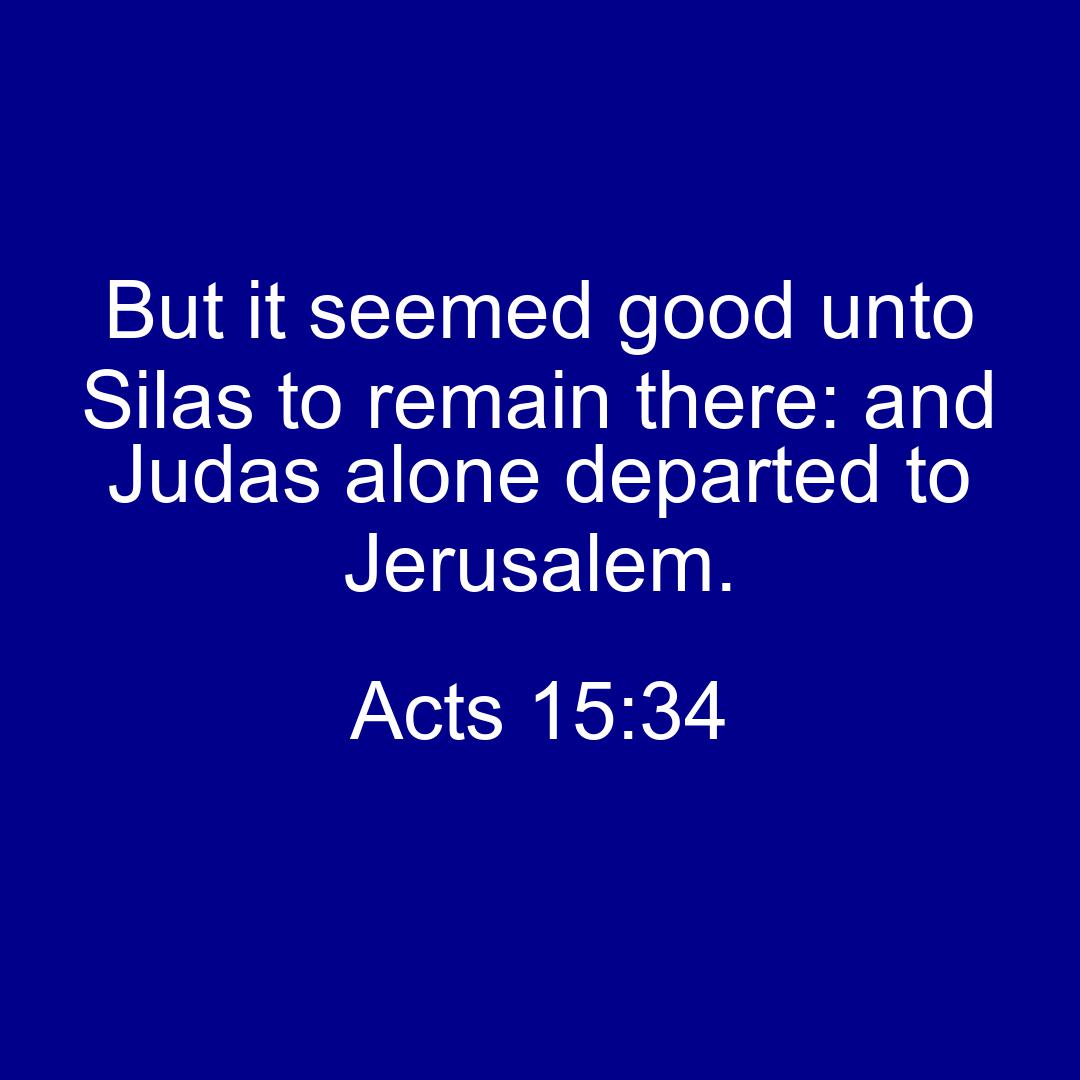 But it seemed good unto
Silas to remain there: and
Judas alone departed to
Jerusalem.
Acts 15:34